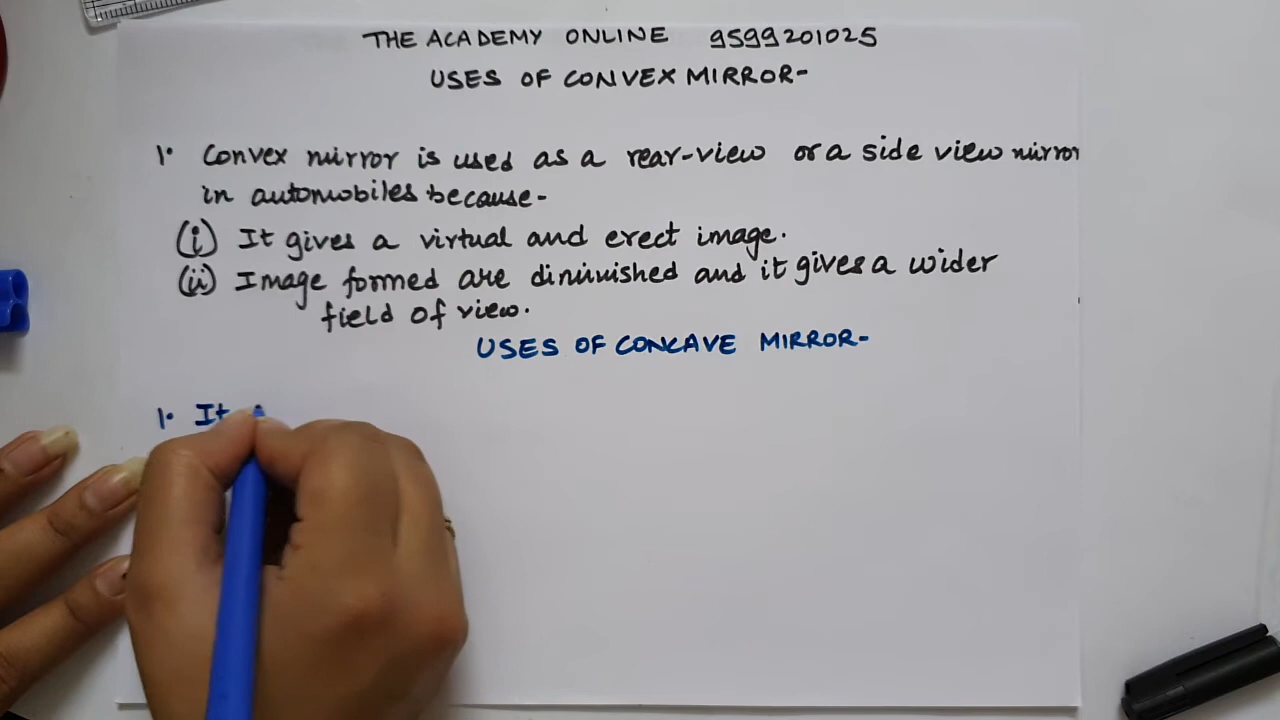 THE ACADEMY ONLINE 9599201025
USES OF CONVEX MIRROR-
1. Convex mirror is used as a rear-view or a side view mirror
in automobiles because-
(i) It gives a virtual and erect image.
(ii) Image formed are diminished and it gives a wider
field of view.
USES OF CONCAVE MIRROR-
1. It